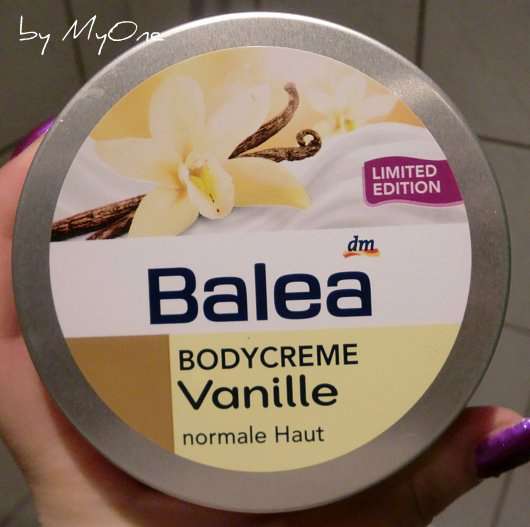 by MyOne
LIMITED
EDITION
dm
Balea
BODYCREME
Vanille
normale Haut